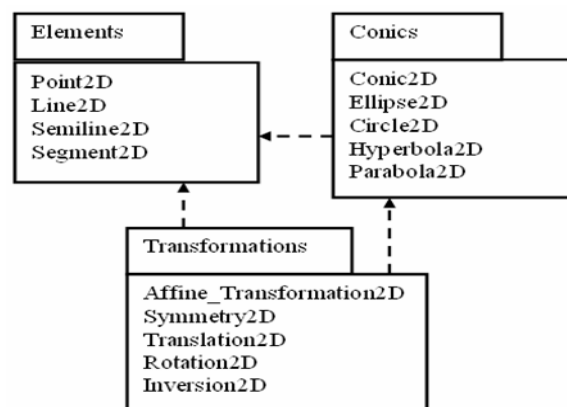 Elements
Point2D
Line2D
Semiline2D
Segment2D
Conics
Conic2D
Ellipse2D
Circle2D
Hyperbola2D
Parabola2D
Transformations
Affine_Transformation2D
Symmetry2D
Translation2D
Rotation2D
Inversion2D